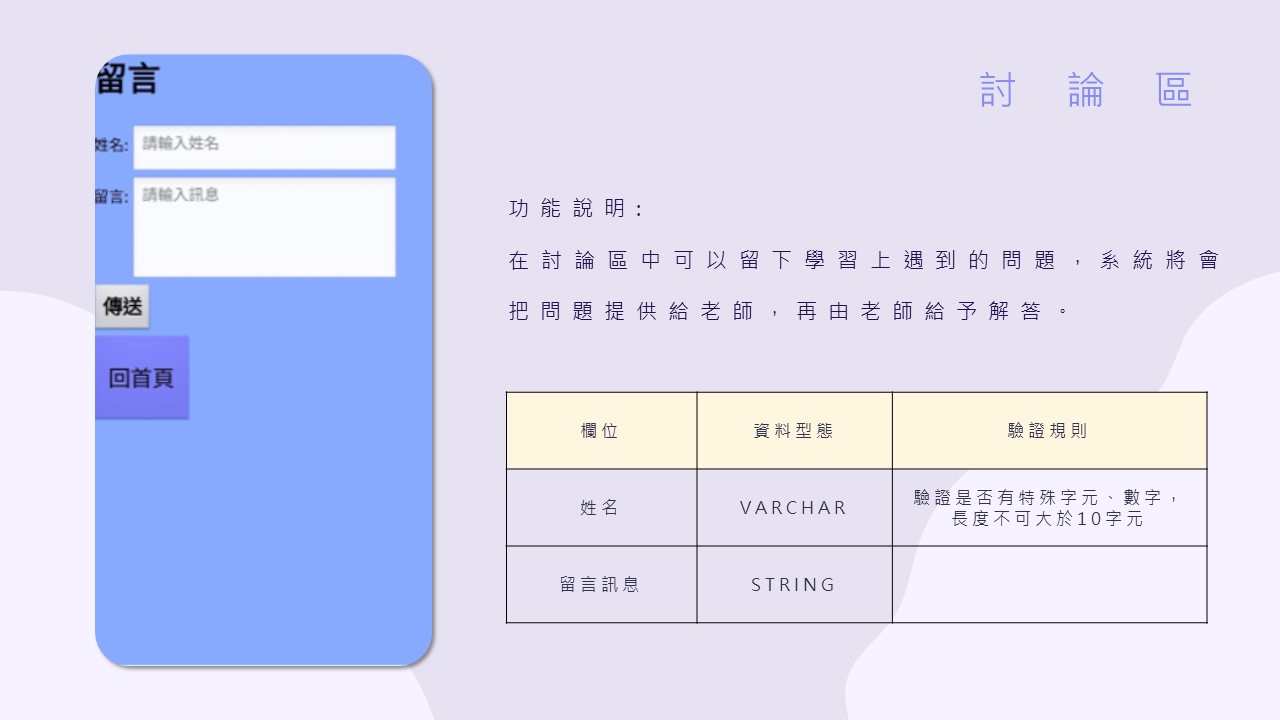 留言
姓名: 請輸入姓名
留言: 請輸入訊息
傳送
回首頁
討論區
功能說明:
在討論區中可以留下學習上遇到的問題，系統將會
把問題提供給老師，再由老師給予解答。
欄位 資料型態 驗證規則
姓名 VARCHAR 驗證是否有特殊字元、數字，
長度不可大於10字元
留言訊息 STRING